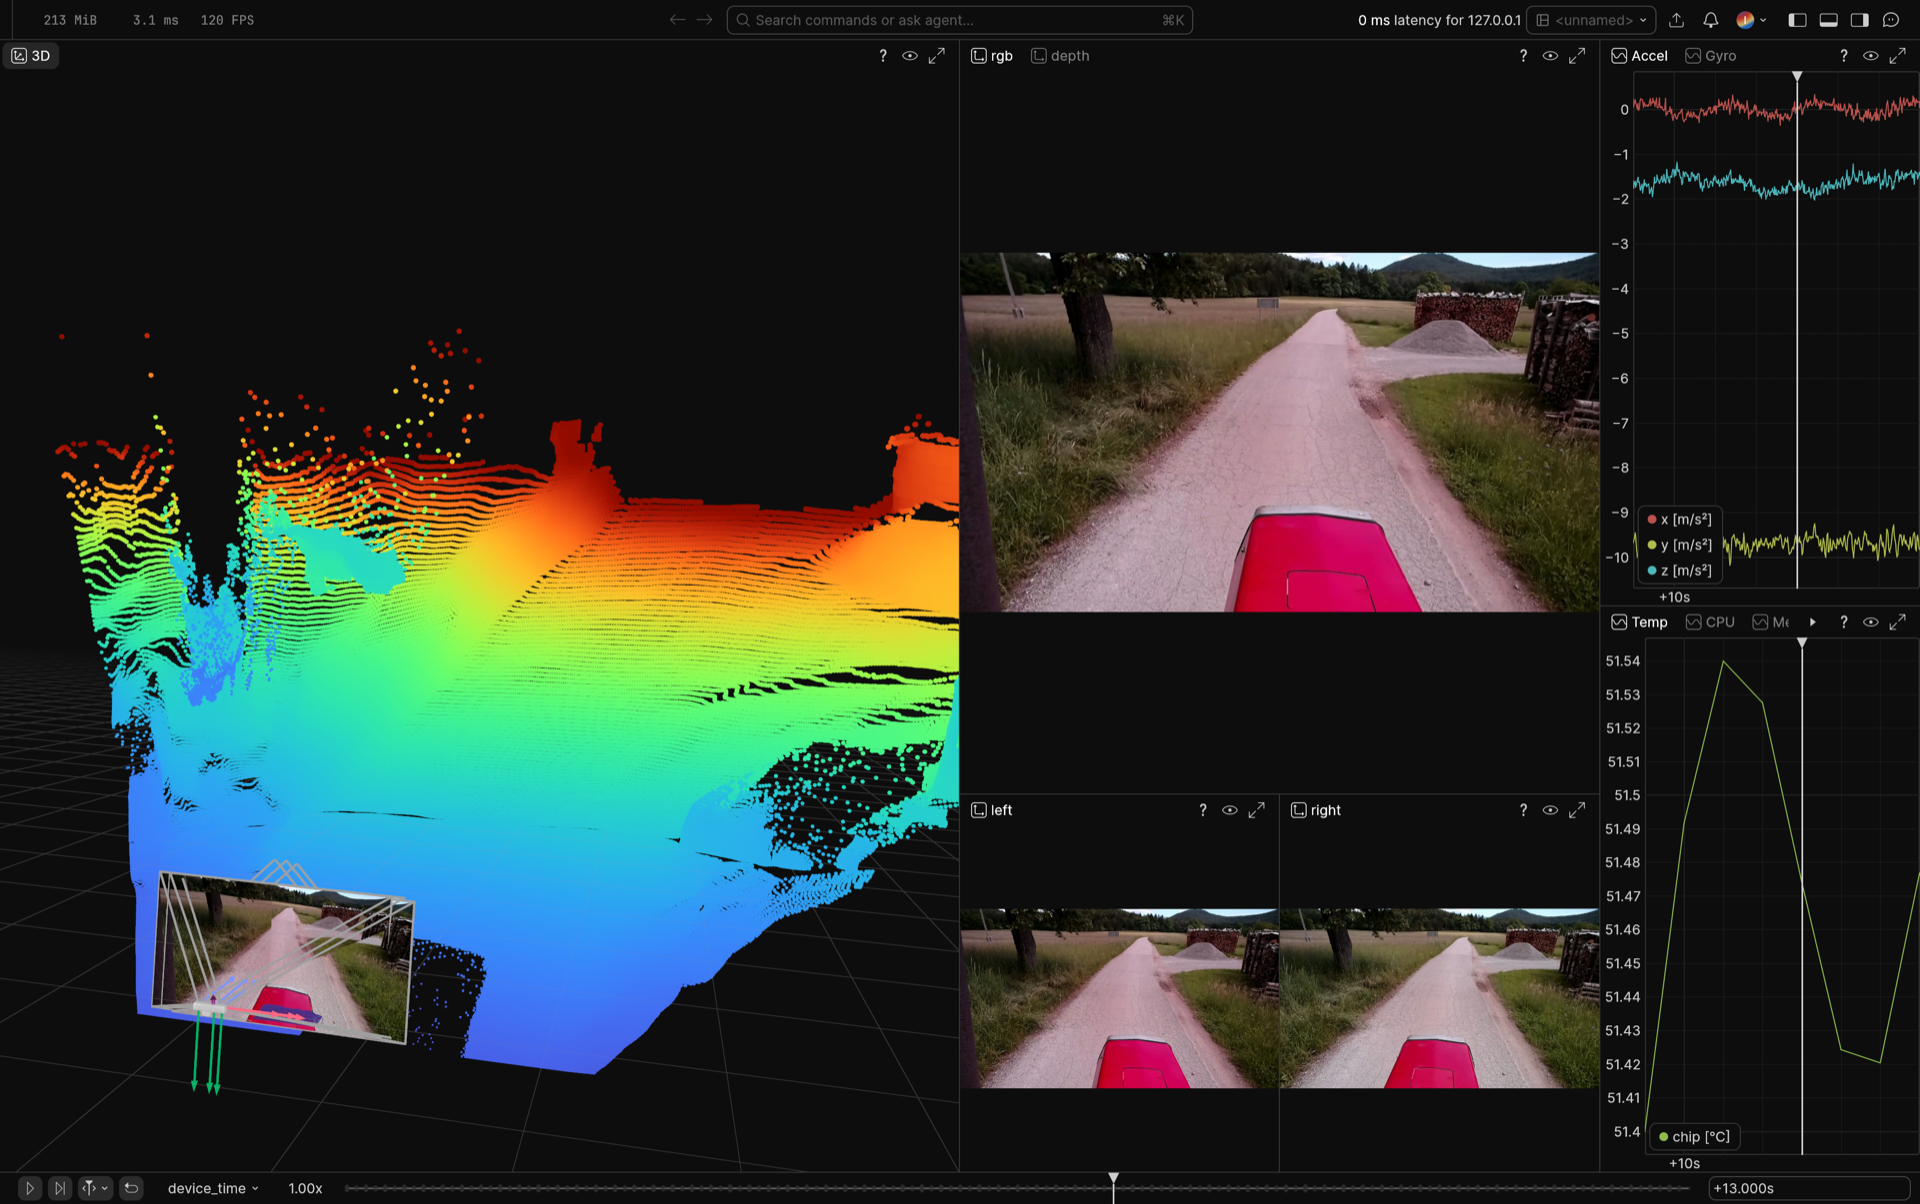 213 MiB 3.1 ms 120 FPS
Search commands or ask agent… ⌘K
0 ms latency for 127.0.0.1
<unnamed>
3D ?
rgb depth ?
Accel Gyro ?
0
−1
−2
−3
−4
−5
−6
−7
−8
−9
−10
x [m/s²]
y [m/s²]
z [m/s²]
+10s
Temp CPU Me ?
51.54
51.53
51.52
51.51
51.5
51.49
51.48
51.47
51.46
51.45
51.44
51.43
51.42
51.41
51.4
chip [°C]
+10s
left ?
right ?
device_time 1.00x +13.000s